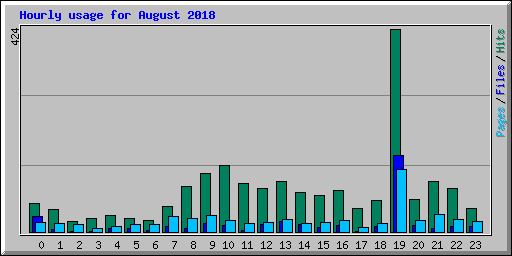 Hourly usage for August 2018
424
Pages / Files / Hits
0 1 2 3 4 5 6 7 8 9 10 11 12 13 14 15 16 17 18 19 20 21 22 23